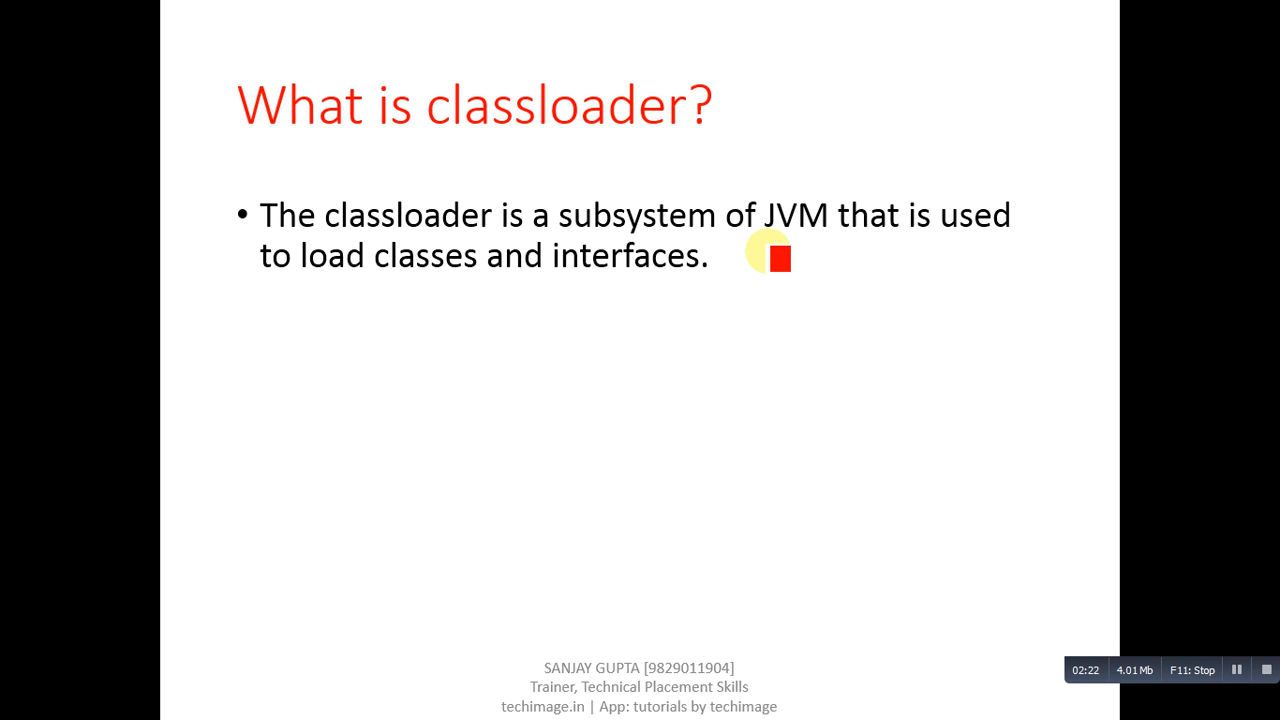 What is classloader?
• The classloader is a subsystem of JVM that is used
to load classes and interfaces.
SANJAY GUPTA [9829011904]
Trainer, Technical Placement Skills
techimage.in | App: tutorials by techimage
02:22 4.01 Mb F11: Stop